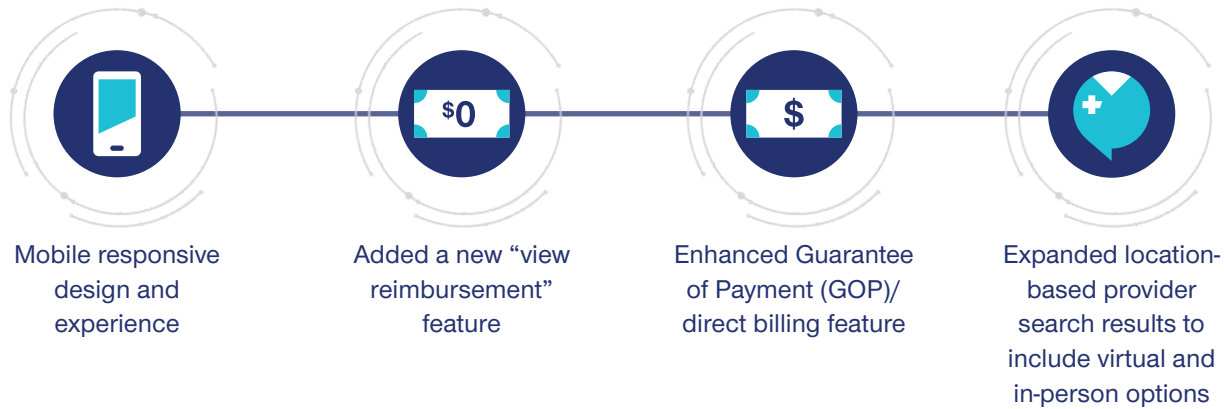 $0
$
Mobile responsive
design and
experience
Added a new “view
reimbursement”
feature
Enhanced Guarantee
of Payment (GOP)/
direct billing feature
Expanded location-
based provider
search results to
include virtual and
in-person options